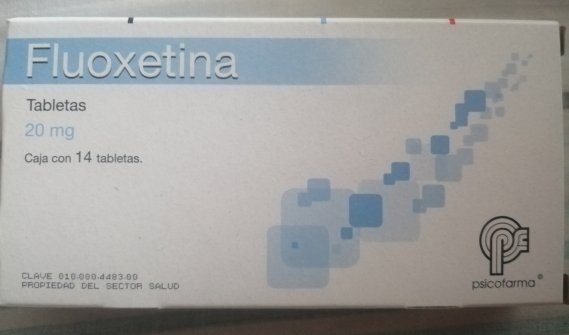 Fluoxetina
Tabletas
20 mg
Caja con 14 tabletas.
CLAVE 010.000.4483.00
PROPIEDAD DEL SECTOR SALUD
psicofarma®